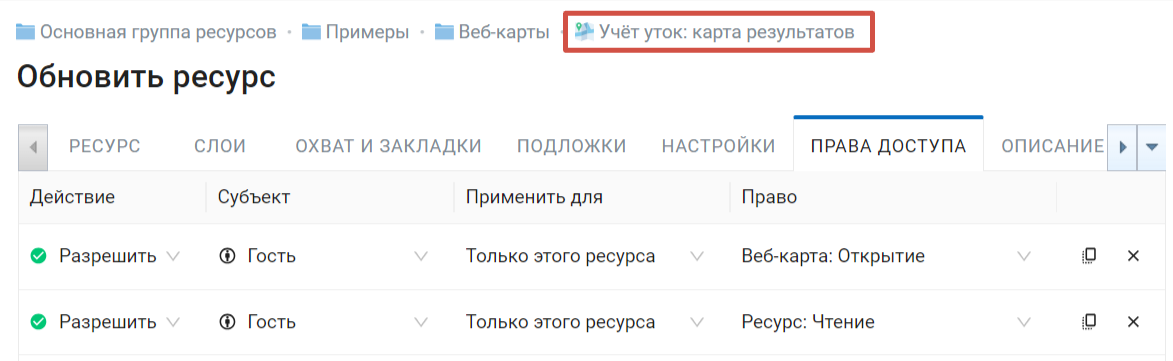 Основная группа ресурсов • Примеры • Веб-карты • Учёт уток: карта результатов
Обновить ресурс
РЕСУРС СЛОИ ОХВАТ И ЗАКЛАДКИ ПОДЛОЖКИ НАСТРОЙКИ ПРАВА ДОСТУПА ОПИСАНИЕ
Действие Субъект Применить для Право
Разрешить Гость Только этого ресурса Веб-карта: Открытие
Разрешить Гость Только этого ресурса Ресурс: Чтение